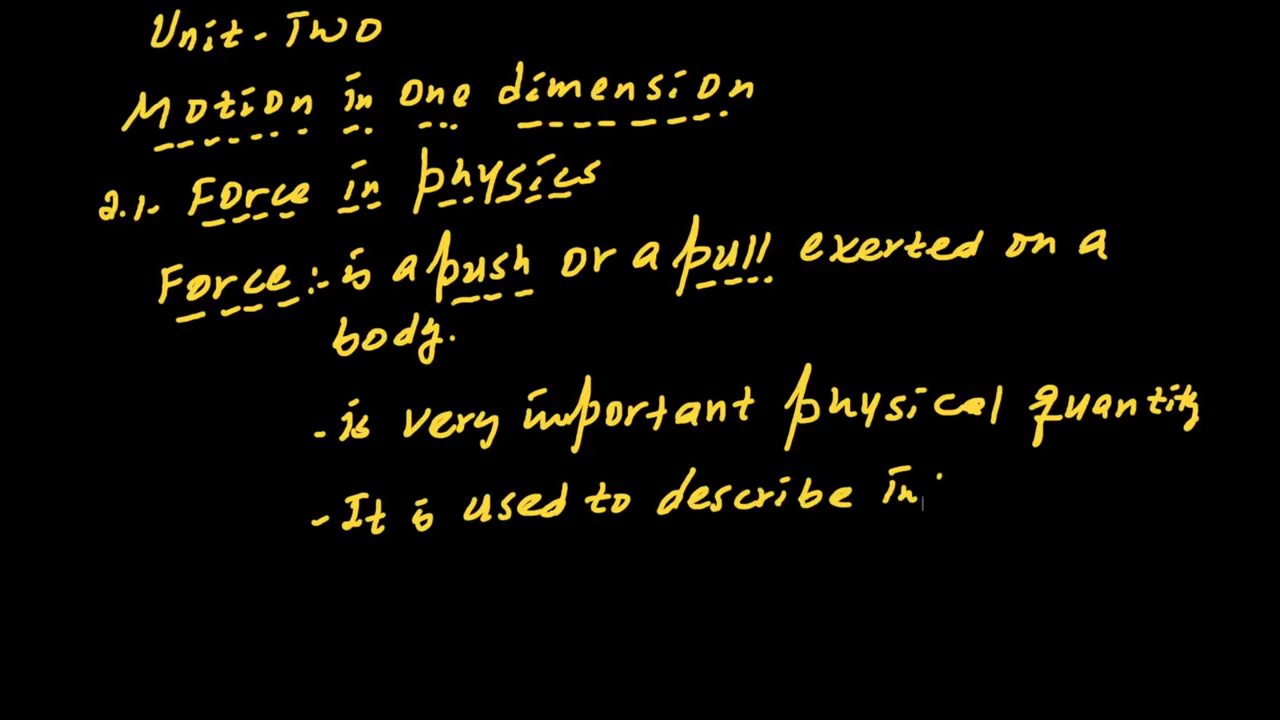 Unit - Two
Motion in one dimension
2.1- Force in physics
Force:- is a push or a pull exerted on a
body.
- is very important physical quantity
- It is used to describe in